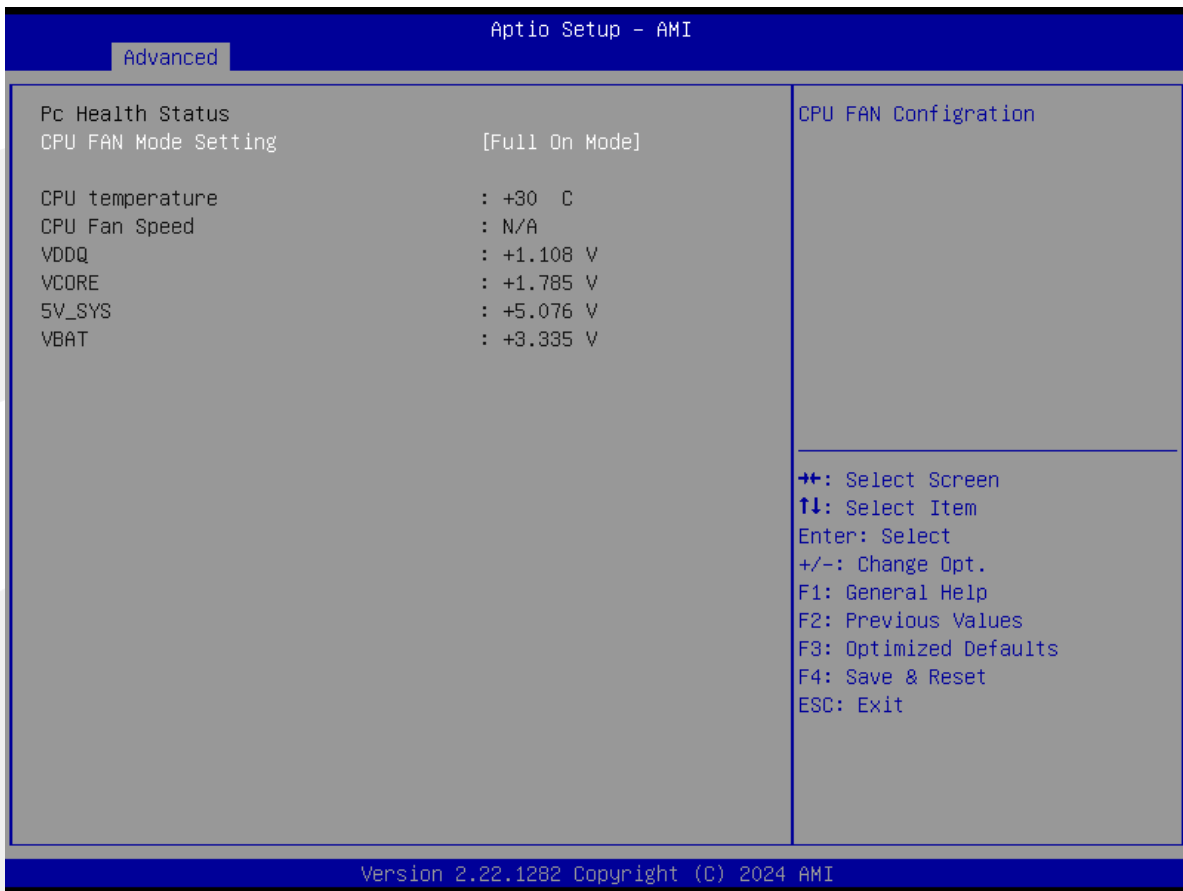 Aptio Setup – AMI
Advanced
Pc Health Status
CPU FAN Mode Setting [Full On Mode]
CPU temperature : +30 C
CPU Fan Speed : N/A
VDDQ : +1.108 V
VCORE : +1.785 V
5V_SYS : +5.076 V
VBAT : +3.335 V
CPU FAN Configration
→←: Select Screen
↑↓: Select Item
Enter: Select
+/-: Change Opt.
F1: General Help
F2: Previous Values
F3: Optimized Defaults
F4: Save & Reset
ESC: Exit
Version 2.22.1282 Copyright (C) 2024 AMI